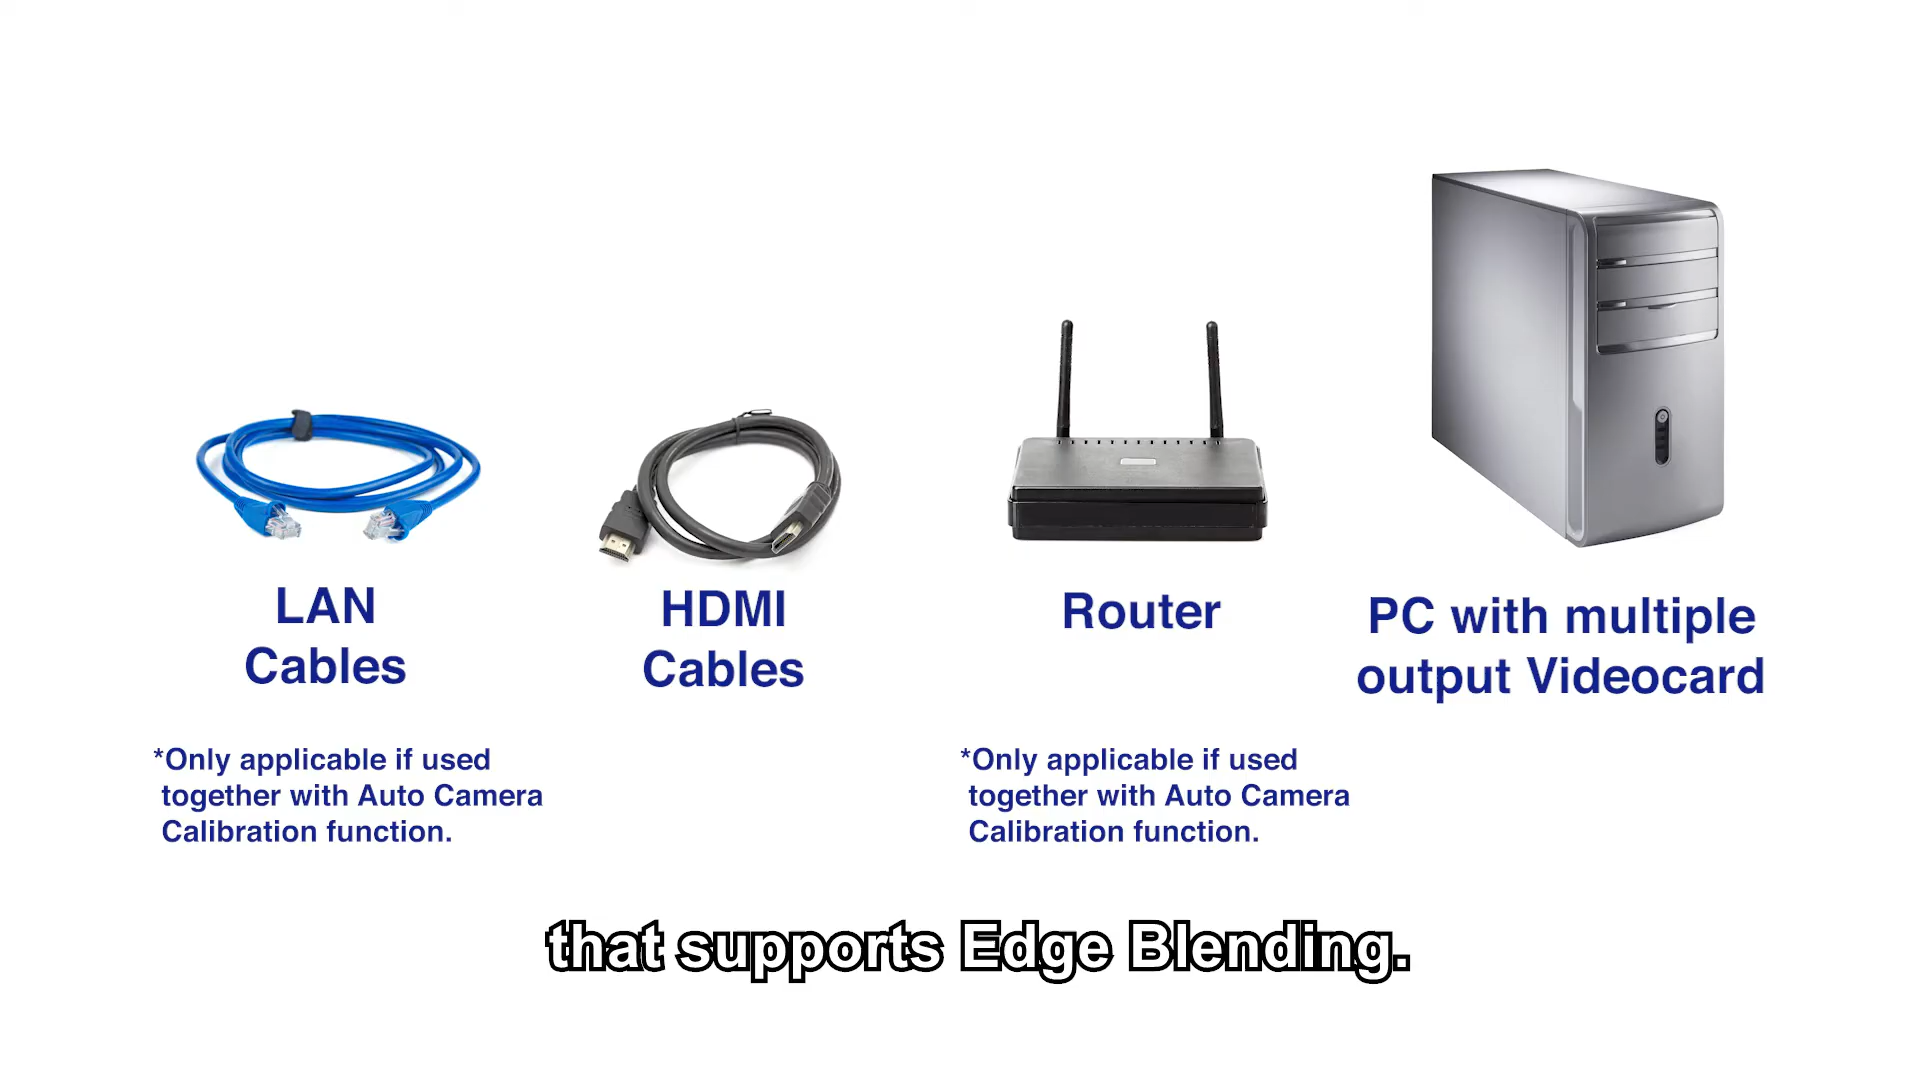 LAN
Cables
HDMI
Cables
Router
PC with multiple
output Videocard
*Only applicable if used
together with Auto Camera
Calibration function.
*Only applicable if used
together with Auto Camera
Calibration function.
that supports Edge Blending.